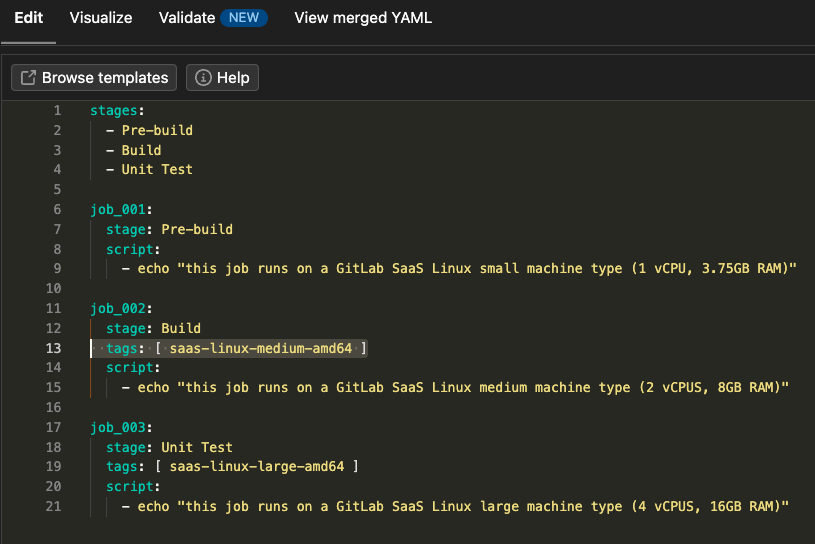 Edit Visualize Validate NEW View merged YAML
Browse templates Help
1 stages:
2   - Pre-build
3   - Build
4   - Unit Test
5
6 job_001:
7   stage: Pre-build
8   script:
9     - echo "this job runs on a GitLab SaaS Linux small machine type (1 vCPU, 3.75GB RAM)"
10
11 job_002:
12   stage: Build
13   tags: [ saas-linux-medium-amd64 ]
14   script:
15     - echo "this job runs on a GitLab SaaS Linux medium machine type (2 vCPUS, 8GB RAM)"
16
17 job_003:
18   stage: Unit Test
19   tags: [ saas-linux-large-amd64 ]
20   script:
21     - echo "this job runs on a GitLab SaaS Linux large machine type (4 vCPUS, 16GB RAM)"